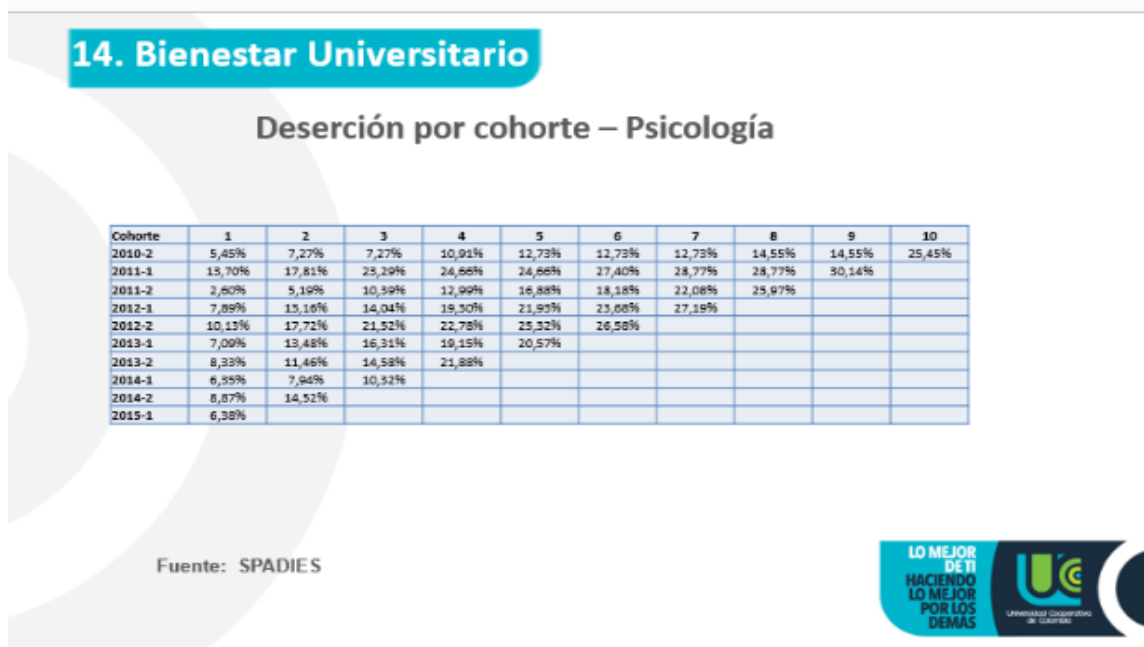 14. Bienestar Universitario
Deserción por cohorte – Psicología
Cohorte 1 2 3 4 5 6 7 8 9 10
2010-2 5,45% 7,27% 7,27% 10,91% 12,73% 12,73% 12,73% 14,55% 14,55% 25,45%
2011-1 13,70% 17,81% 23,29% 24,66% 24,66% 27,40% 28,77% 28,77% 30,14%
2011-2 2,60% 5,19% 10,39% 12,99% 16,88% 18,18% 22,08% 25,97%
2012-1 7,89% 13,16% 14,04% 19,30% 21,93% 23,68% 27,19%
2012-2 10,13% 17,72% 21,52% 22,78% 25,32% 26,58%
2013-1 7,09% 13,48% 16,31% 19,15% 20,57%
2013-2 8,33% 11,46% 14,58% 21,88%
2014-1 6,35% 7,94% 10,32%
2014-2 8,87% 14,52%
2015-1 6,38%
Fuente: SPADIES
LO MEJOR
DE TI
HACIENDO
LO MEJOR
POR LOS
DEMÁS
Universidad Cooperativa
de Colombia